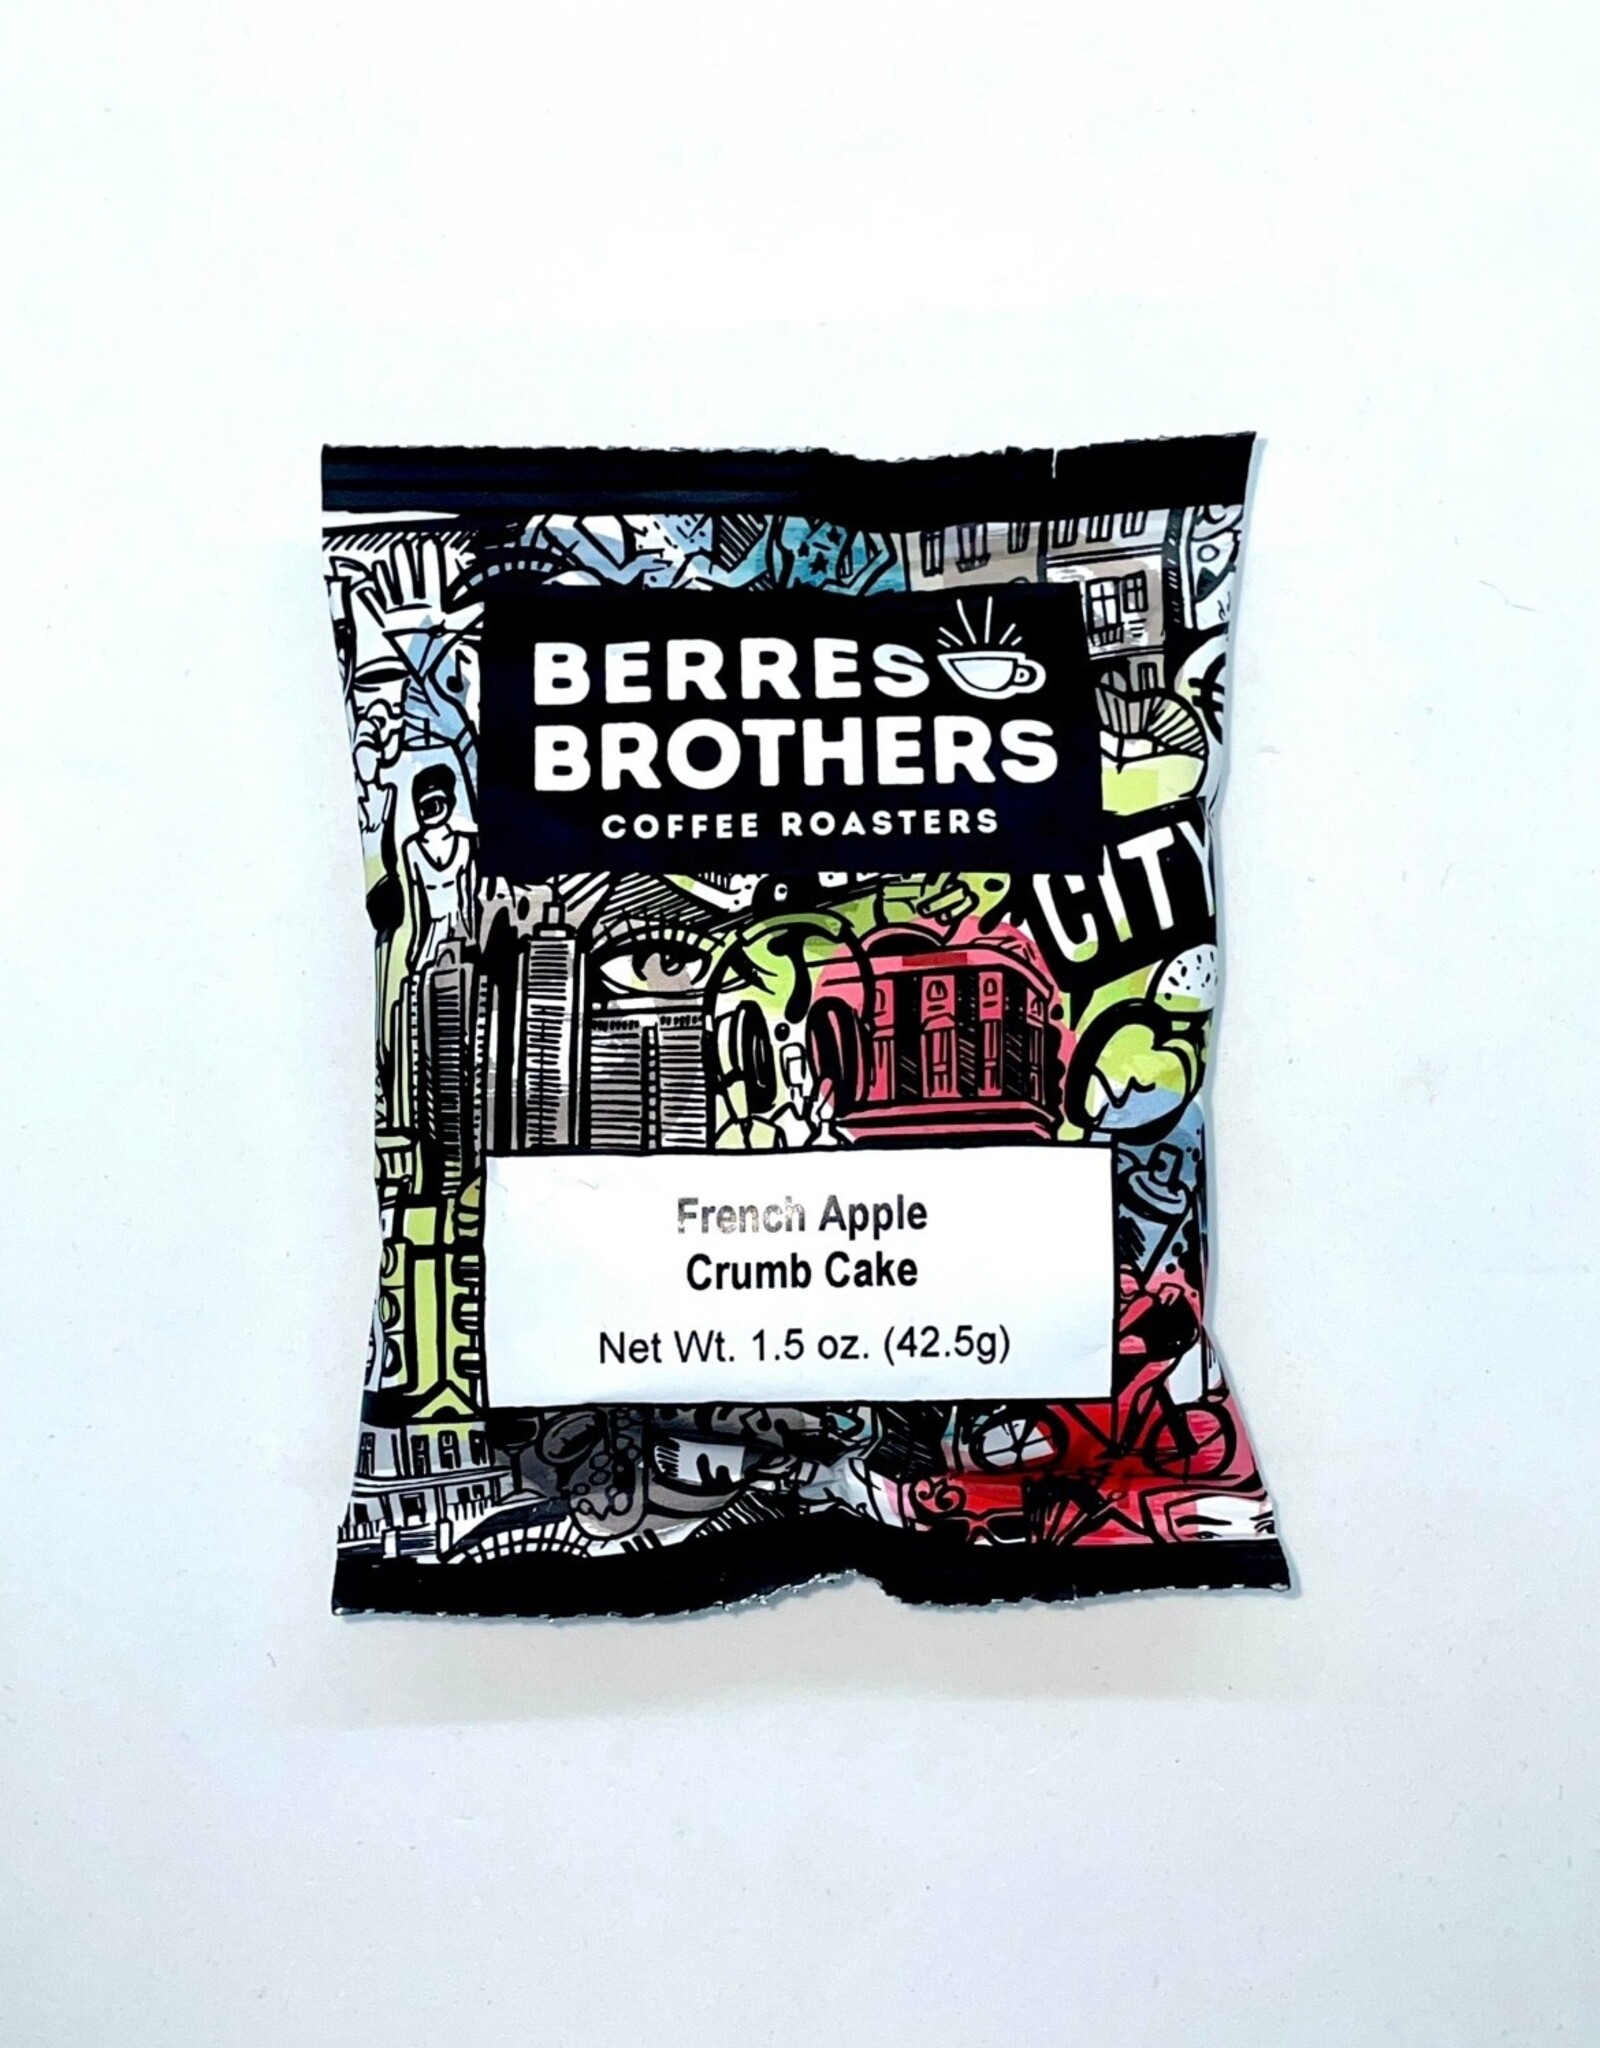 BERRES
BROTHERS
COFFEE ROASTERS
CITY
French Apple
Crumb Cake
Net Wt. 1.5 oz. (42.5g)